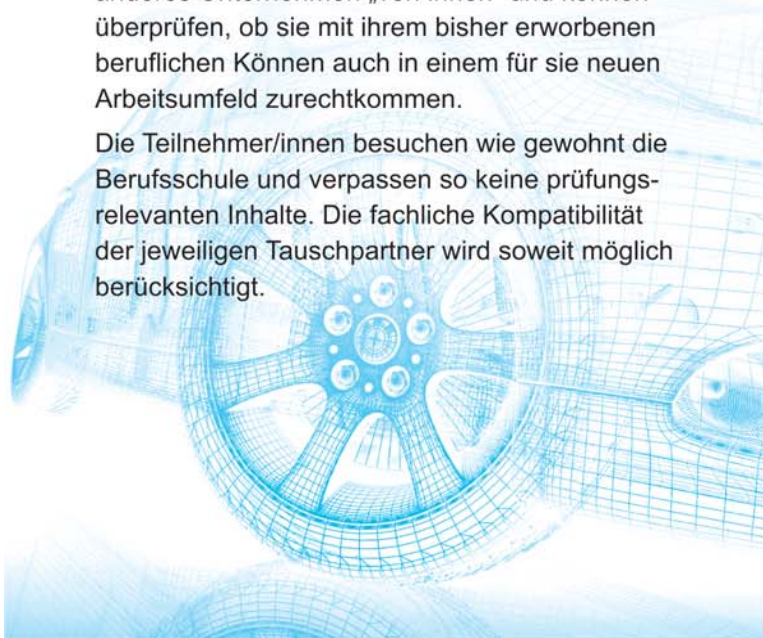 überprüfen, ob sie mit ihrem bisher erworbenen
beruflichen Können auch in einem für sie neuen
Arbeitsumfeld zurechtkommen.
Die Teilnehmer/innen besuchen wie gewohnt die
Berufsschule und verpassen so keine prüfungs-
relevanten Inhalte. Die fachliche Kompatibilität
der jeweiligen Tauschpartner wird soweit möglich
berücksichtigt.